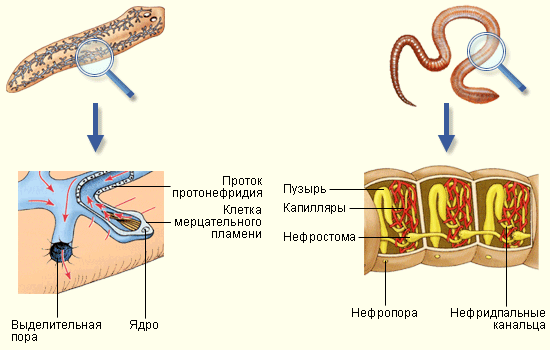 Проток
протонефридия
Клетка
мерцательного
пламени
Выделительная
пора
Ядро
Пузырь
Капилляры
Нефростома
Нефропора
Нефридпальные
канальца